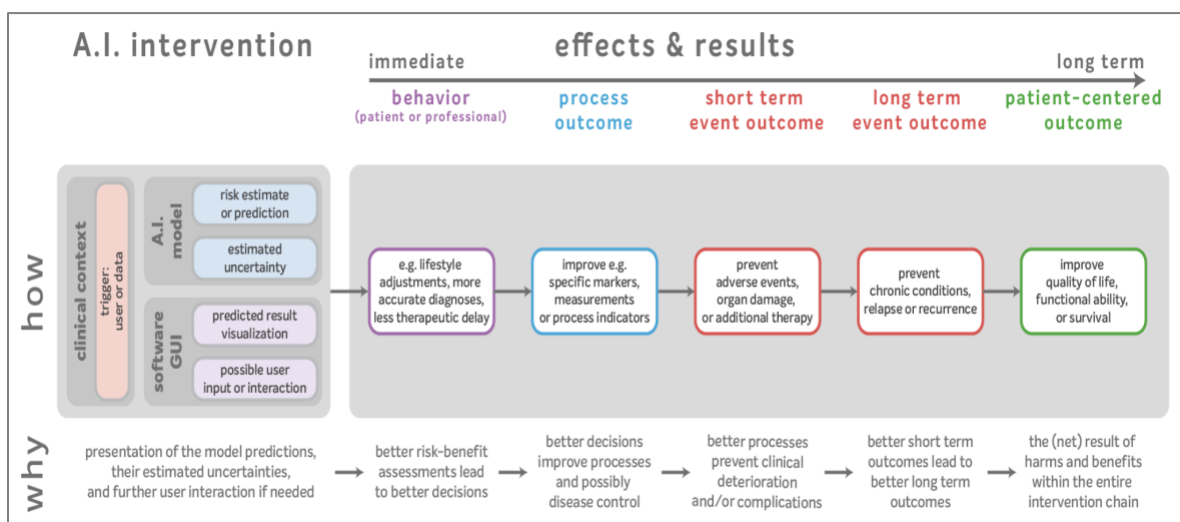 A.I. intervention
effects & results
immediate
long term
behavior
(patient or professional)
process
outcome
short term
event outcome
long term
event outcome
patient-centered
outcome
how
clinical context
trigger:
user or data
A.I.
model
risk estimate
or prediction
estimated
uncertainty
software
GUI
predicted result
visualization
possible user
input or interaction
e.g. lifestyle
adjustments, more
accurate diagnoses,
less therapeutic delay
improve e.g.
specific markers,
measurements
or process indicators
prevent
adverse events,
organ damage,
or additional therapy
prevent
chronic conditions,
relapse or recurrence
improve
quality of life,
functional ability,
or survival
why
presentation of the model predictions,
their estimated uncertainties,
and further user interaction if needed
better risk-benefit
assessments lead
to better decisions
better decisions
improve processes
and possibly
disease control
better processes
prevent clinical
deterioration
and/or complications
better short term
outcomes lead to
better long term
outcomes
the (net) result of
harms and benefits
within the entire
intervention chain